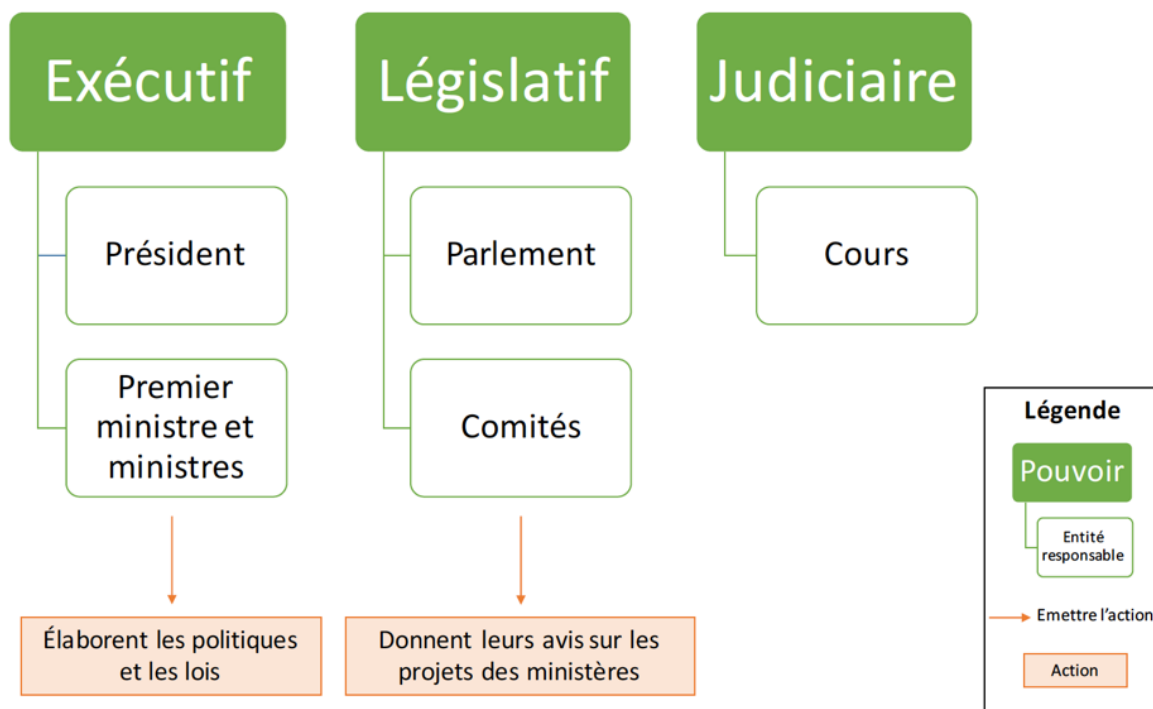 Exécutif
Législatif
Judiciaire
Président
Parlement
Cours
Premier
ministre et
ministres
Comités
Élaborent les politiques
et les lois
Donnent leurs avis sur les
projets des ministères
Légende
Pouvoir
Entité
responsable
Emettre l’action
Action